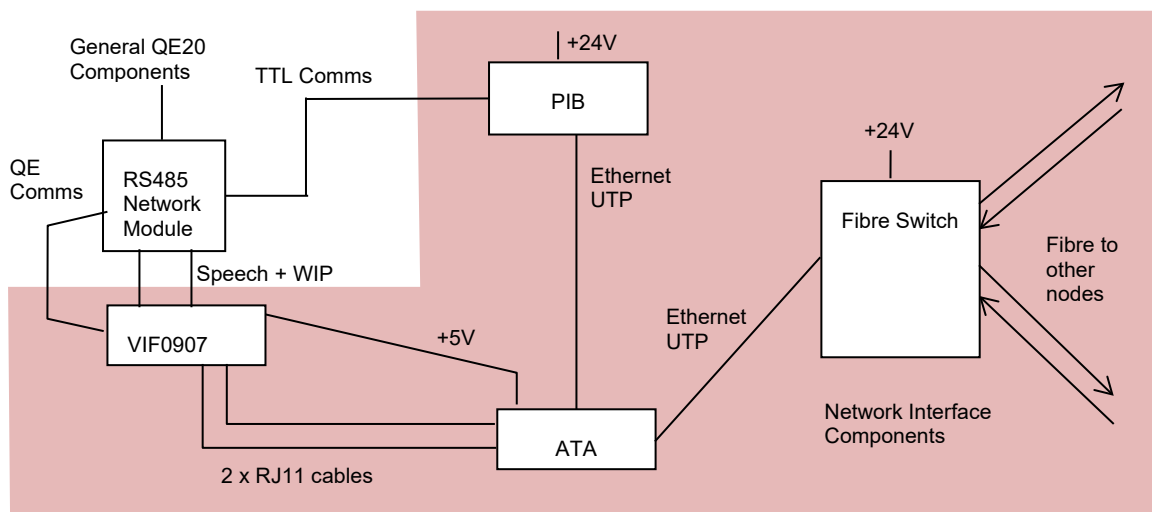 General QE20
Components
TTL Comms
+24V
PIB
+24V
QE
Comms
RS485
Network
Module
Ethernet
UTP
Fibre Switch
Fibre to
other
nodes
Speech + WIP
VIF0907
+5V
Ethernet
UTP
Network Interface
Components
ATA
2 x RJ11 cables